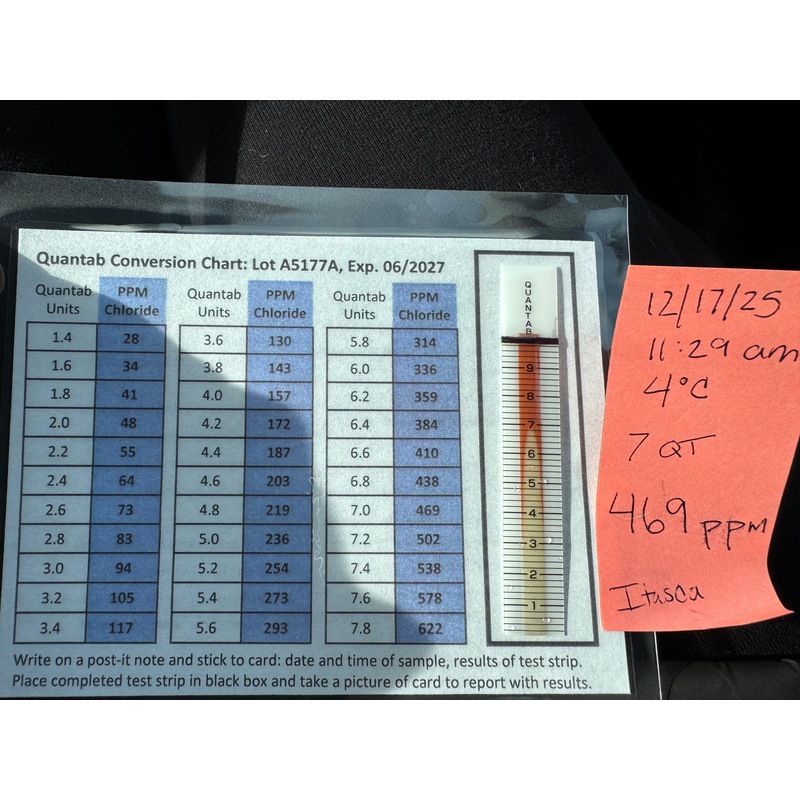 Quantab Conversion Chart: Lot A5177A, Exp. 06/2027
Quantab Units PPM Chloride Quantab Units PPM Chloride Quantab Units PPM Chloride
1.4 28 3.6 130 5.8 314
1.6 34 3.8 143 6.0 336
1.8 41 4.0 157 6.2 359
2.0 48 4.2 172 6.4 384
2.2 55 4.4 187 6.6 410
2.4 64 4.6 203 6.8 438
2.6 73 4.8 219 7.0 469
2.8 83 5.0 236 7.2 502
3.0 94 5.2 254 7.4 538
3.2 105 5.4 273 7.6 578
3.4 117 5.6 293 7.8 622
Write on a post-it note and stick to card: date and time of sample, results of test strip.
Place completed test strip in black box and take a picture of card to report with results.
QUANTAB
9
8
7
6
5
4
3
2
1
12/17/25
11:29 am
4°C
7 QT
469 ppm
Itasca